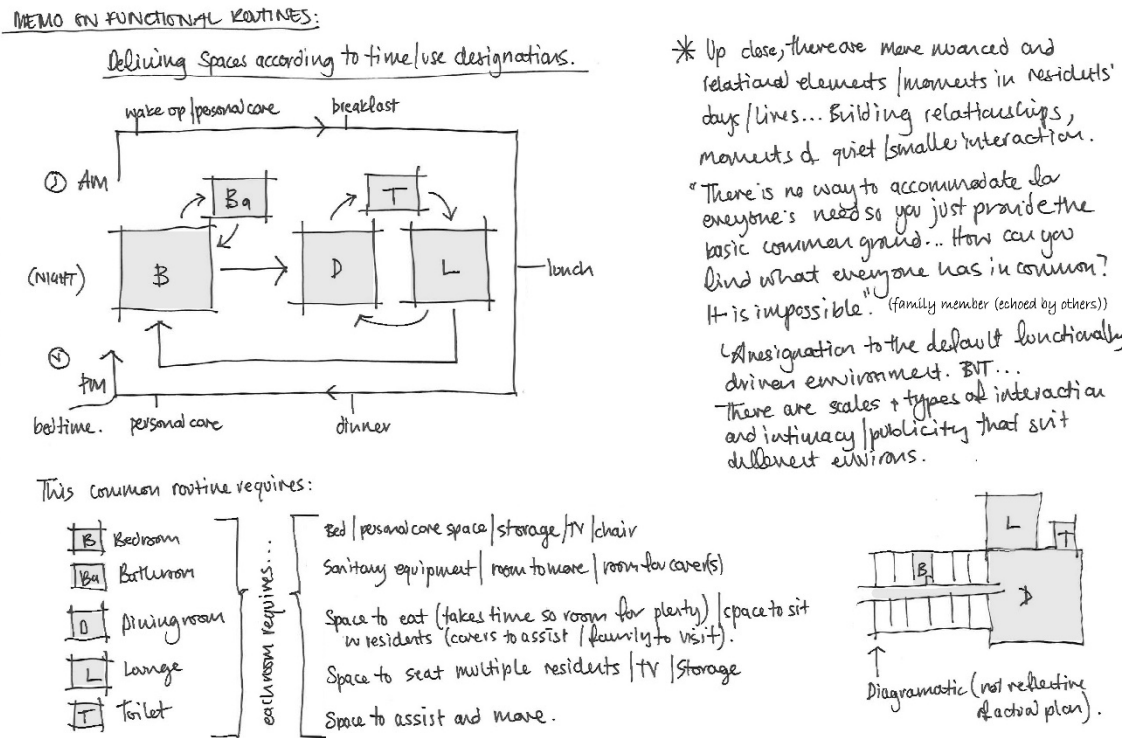 MEMO ON FUNCTIONAL ROUTINES:
Defining spaces according to time/use designations.
wake up/personal care
breakfast
① AM
Ba
T
(NIGHT)
B
D
L
lunch
②
PM
bedtime.
personal care
dinner
* Up close, there are more nuanced and
relational elements/moments in residents'
days/lives... Building relationships,
moments of quiet/smaller interaction.
"There is no way to accommodate for
everyone's need so you just provide the
basic common ground... How can you
find what everyone has in common?
It is impossible." (family member (echoed by others))
A resignation to the default functionally
driven environment. BUT...
There are scales + types of interaction
and intimacy/publicity that suit
different environs.
This common routine requires:
B Bedroom
Ba Bathroom
D Dining room
L Lounge
T Toilet
each room requires...
Bed/personal care space/storage/TV/chair
Sanitary equipment/room to move/room for carer(s)
Space to eat (takes time so room for plenty)/space to sit
w residents (carers to assist/family to visit).
Space to seat multiple residents/TV/Storage
Space to assist and move.
L
T
B
D
Diagramatic (not reflective
of actual plan).